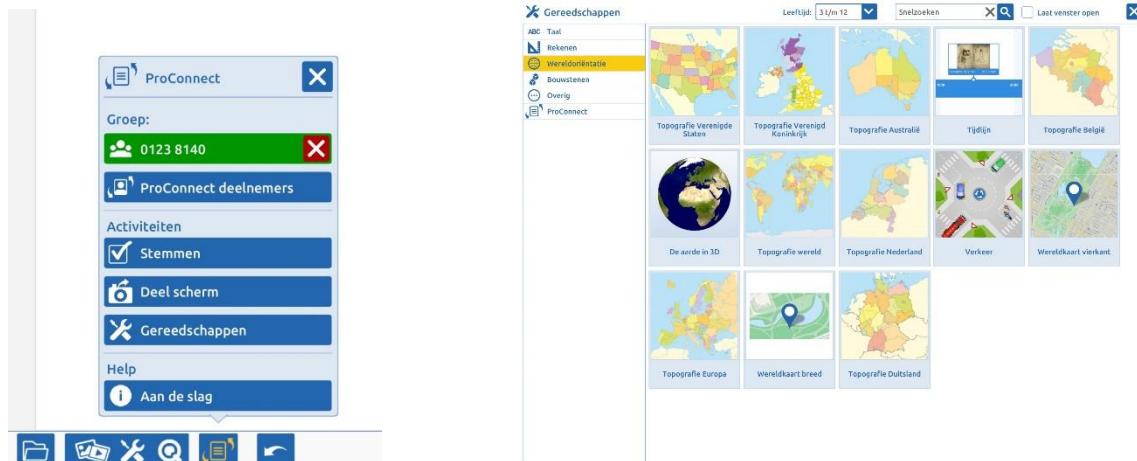 ProConnect
Groep:
0123 8140
ProConnect deelnemers
Activiteiten
Stemmen
Deel scherm
Gereedschappen
Help
Aan de slag
Gereedschappen
Leeftijd: 3 t/m 12
Snelzoeken
Laat venster open
ABC Taal
Rekenen
Wereldoriëntatie
Bouwstenen
Overig
ProConnect
Topografie Verenigde
Staten
Topografie Verenigd
Koninkrijk
Topografie Australië
Tijdlijn
Topografie België
De aarde in 3D
Topografie wereld
Topografie Nederland
Verkeer
Wereldkaart vierkant
Topografie Europa
Wereldkaart breed
Topografie Duitsland